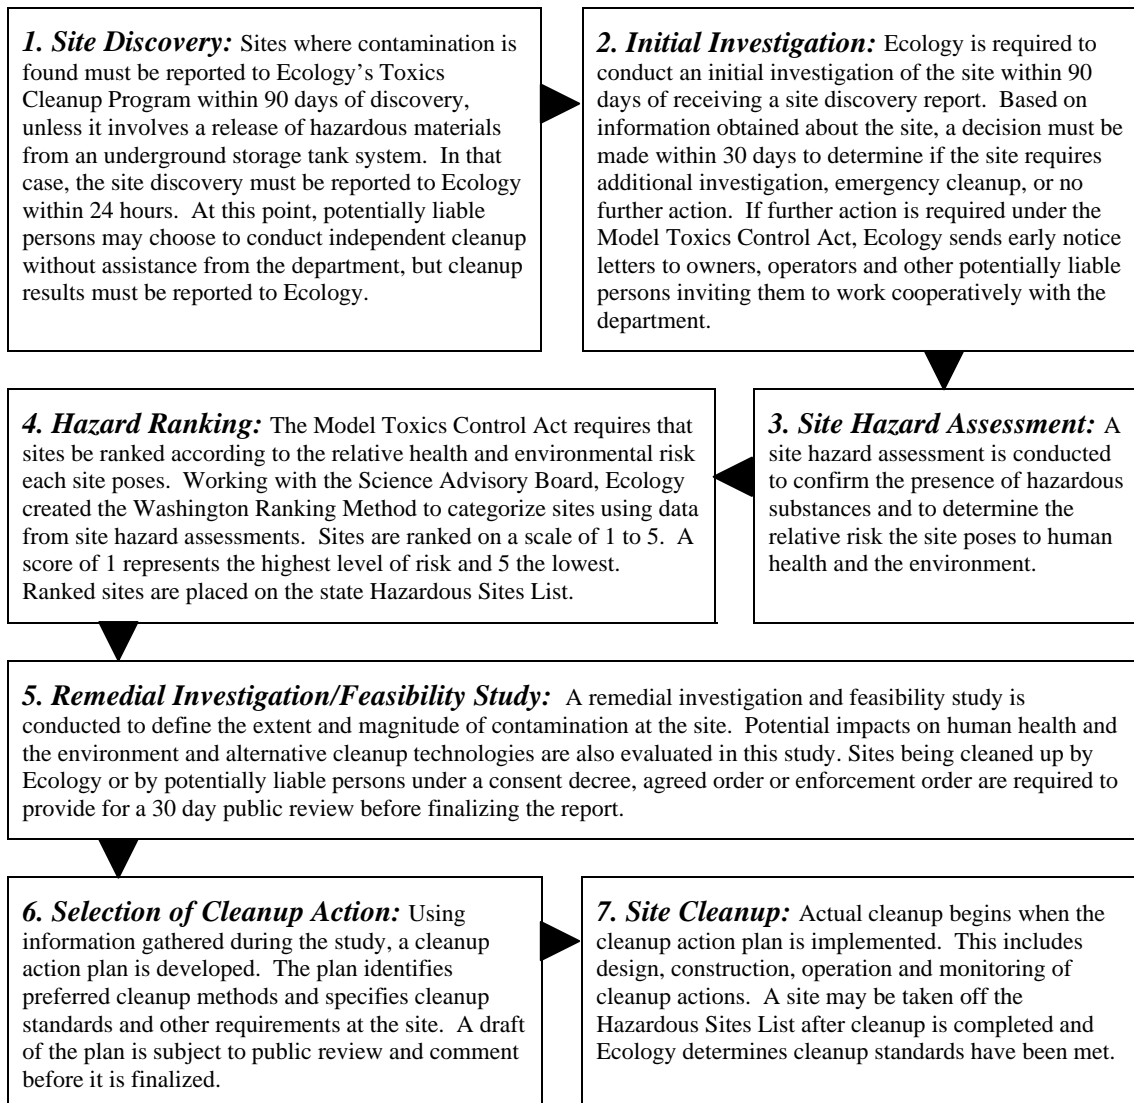 1. Site Discovery: Sites where contamination is
found must be reported to Ecology's Toxics
Cleanup Program within 90 days of discovery,
unless it involves a release of hazardous materials
from an underground storage tank system. In that
case, the site discovery must be reported to Ecology
within 24 hours. At this point, potentially liable
persons may choose to conduct independent cleanup
without assistance from the department, but cleanup
results must be reported to Ecology.
2. Initial Investigation: Ecology is required to
conduct an initial investigation of the site within 90
days of receiving a site discovery report. Based on
information obtained about the site, a decision must be
made within 30 days to determine if the site requires
additional investigation, emergency cleanup, or no
further action. If further action is required under the
Model Toxics Control Act, Ecology sends early notice
letters to owners, operators and other potentially liable
persons inviting them to work cooperatively with the
department.
3. Site Hazard Assessment: A
site hazard assessment is conducted
to confirm the presence of hazardous
substances and to determine the
relative risk the site poses to human
health and the environment.
4. Hazard Ranking: The Model Toxics Control Act requires that
sites be ranked according to the relative health and environmental risk
each site poses. Working with the Science Advisory Board, Ecology
created the Washington Ranking Method to categorize sites using data
from site hazard assessments. Sites are ranked on a scale of 1 to 5. A
score of 1 represents the highest level of risk and 5 the lowest.
Ranked sites are placed on the state Hazardous Sites List.
5. Remedial Investigation/Feasibility Study: A remedial investigation and feasibility study is
conducted to define the extent and magnitude of contamination at the site. Potential impacts on human health and
the environment and alternative cleanup technologies are also evaluated in this study. Sites being cleaned up by
Ecology or by potentially liable persons under a consent decree, agreed order or enforcement order are required to
provide for a 30 day public review before finalizing the report.
6. Selection of Cleanup Action: Using
information gathered during the study, a cleanup
action plan is developed. The plan identifies
preferred cleanup methods and specifies cleanup
standards and other requirements at the site. A draft
of the plan is subject to public review and comment
before it is finalized.
7. Site Cleanup: Actual cleanup begins when the
cleanup action plan is implemented. This includes
design, construction, operation and monitoring of
cleanup actions. A site may be taken off the
Hazardous Sites List after cleanup is completed and
Ecology determines cleanup standards have been met.